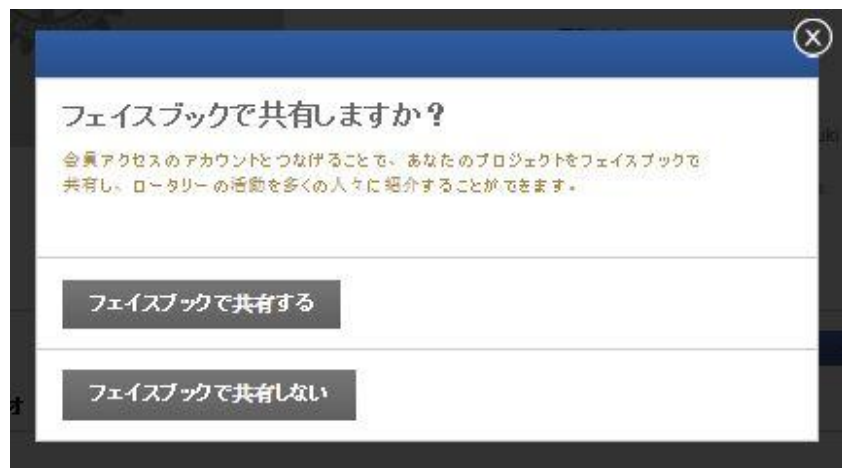 フェイスブックで共有しますか？
会員アクセスのアカウントとつなげることで、あなたのプロジェクトをフェイスブックで
共有し、ロータリーの活動を多くの人々に紹介することができます。
フェイスブックで共有する
フェイスブックで共有しない